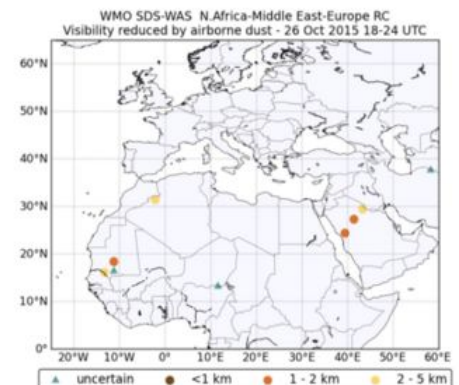 WMO SDS-WAS N.Africa-Middle East-Europe RC
Visibility reduced by airborne dust - 26 Oct 2015 18-24 UTC
60°N
50°N
40°N
30°N
20°N
10°N
0°
20°W 10°W 0° 10°E 20°E 30°E 40°E 50°E 60°E
uncertain <1 km 1 - 2 km 2 - 5 km